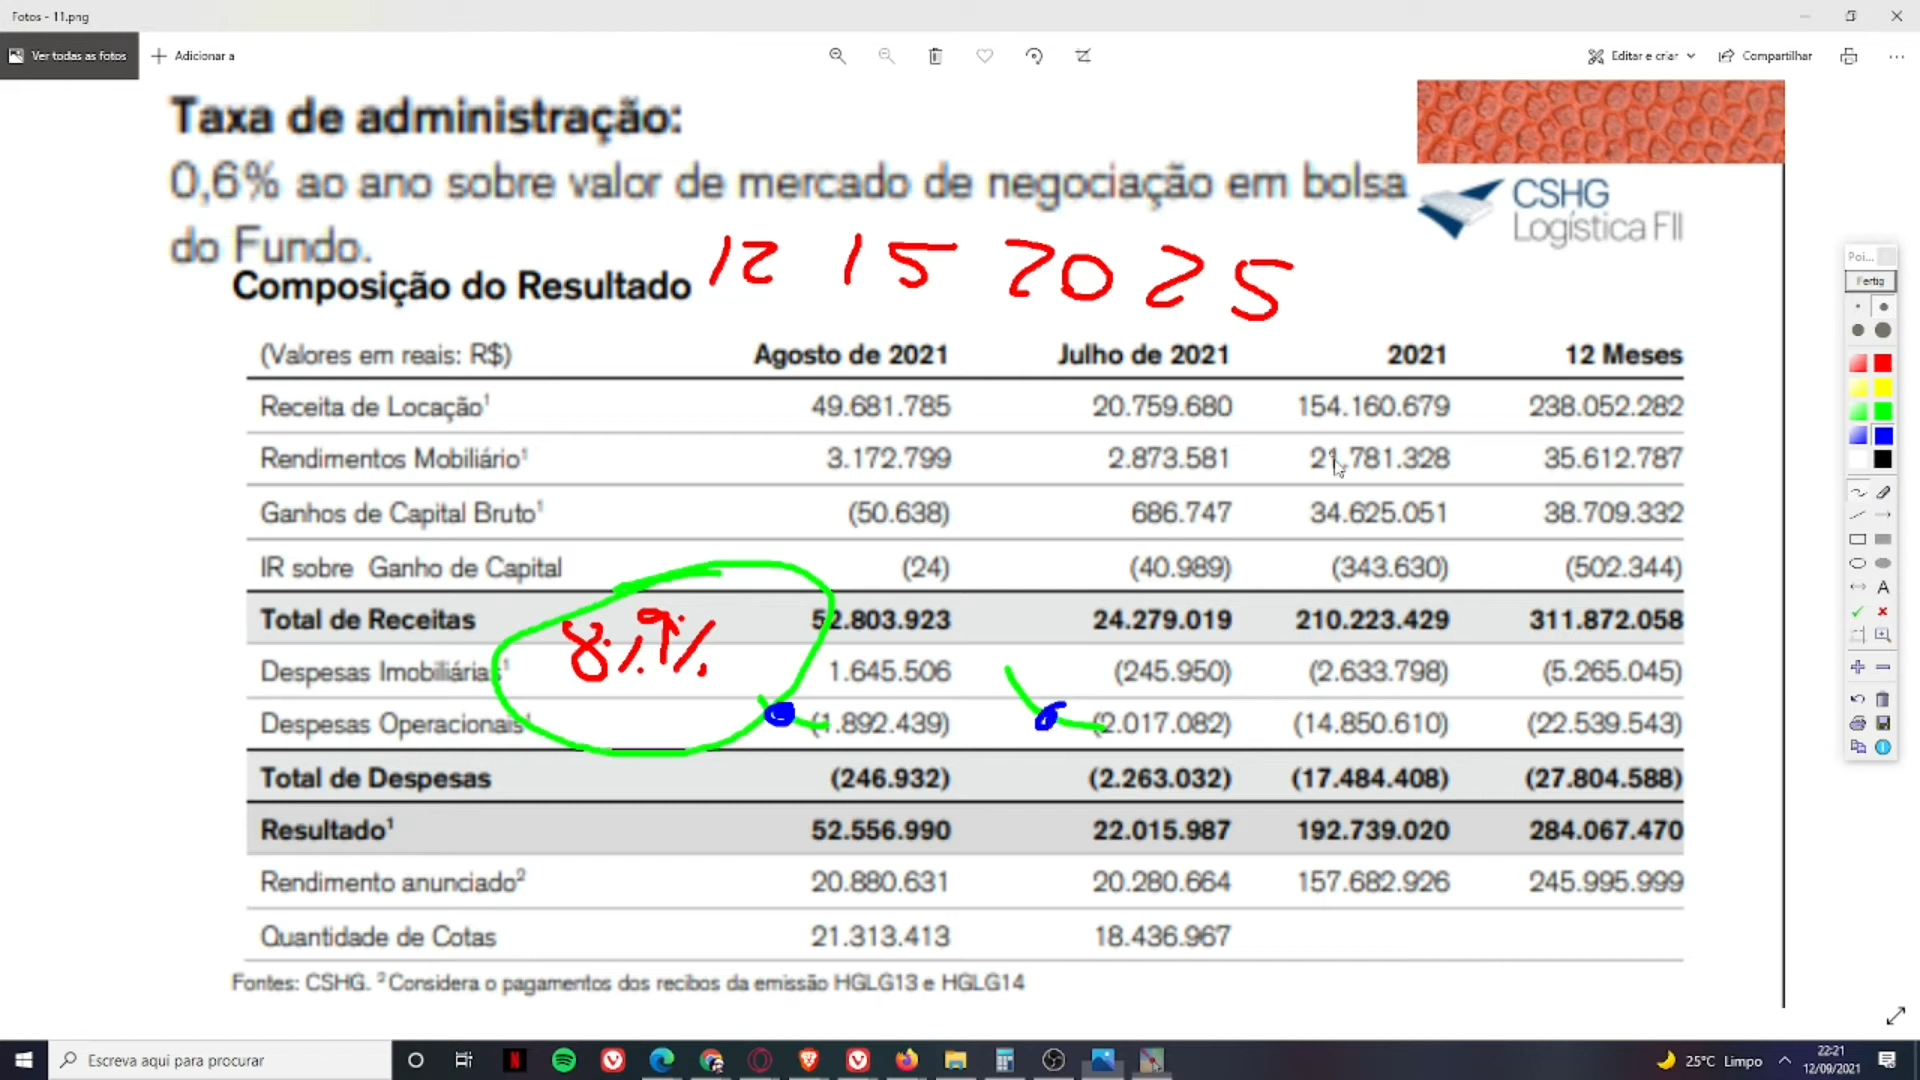 Fotos - 11.png
Ver todas as fotos
Adicionar a
Editar e criar
Compartilhar
Taxa de administração:
0,6% ao ano sobre valor de mercado de negociação em bolsa
do Fundo.
CSHG
Logística FII
12 15 20 25
Composição do Resultado
(Valores em reais: R$) Agosto de 2021 Julho de 2021 2021 12 Meses
Receita de Locação¹ 49.681.785 20.759.680 154.160.679 238.052.282
Rendimentos Mobiliário¹ 3.172.799 2.873.581 21.781.328 35.612.787
Ganhos de Capital Bruto¹ (50.638) 686.747 34.625.051 38.709.332
IR sobre Ganho de Capital (24) (40.989) (343.630) (502.344)
Total de Receitas 52.803.923 24.279.019 210.223.429 311.872.058
8% 9%
Despesas Imobiliárias¹ 1.645.506 (245.950) (2.633.798) (5.265.045)
Despesas Operacionais¹ (1.892.439) (2.017.082) (14.850.610) (22.539.543)
Total de Despesas (246.932) (2.263.032) (17.484.408) (27.804.588)
Resultado¹ 52.556.990 22.015.987 192.739.020 284.067.470
Rendimento anunciado² 20.880.631 20.280.664 157.682.926 245.995.999
Quantidade de Cotas 21.313.413 18.436.967
Fontes: CSHG. ²Considera o pagamentos dos recibos da emissão HGLG13 e HGLG14
Poi...
Fertig
A
Escreva aqui para procurar
25°C Limpo
22:21
12/09/2021